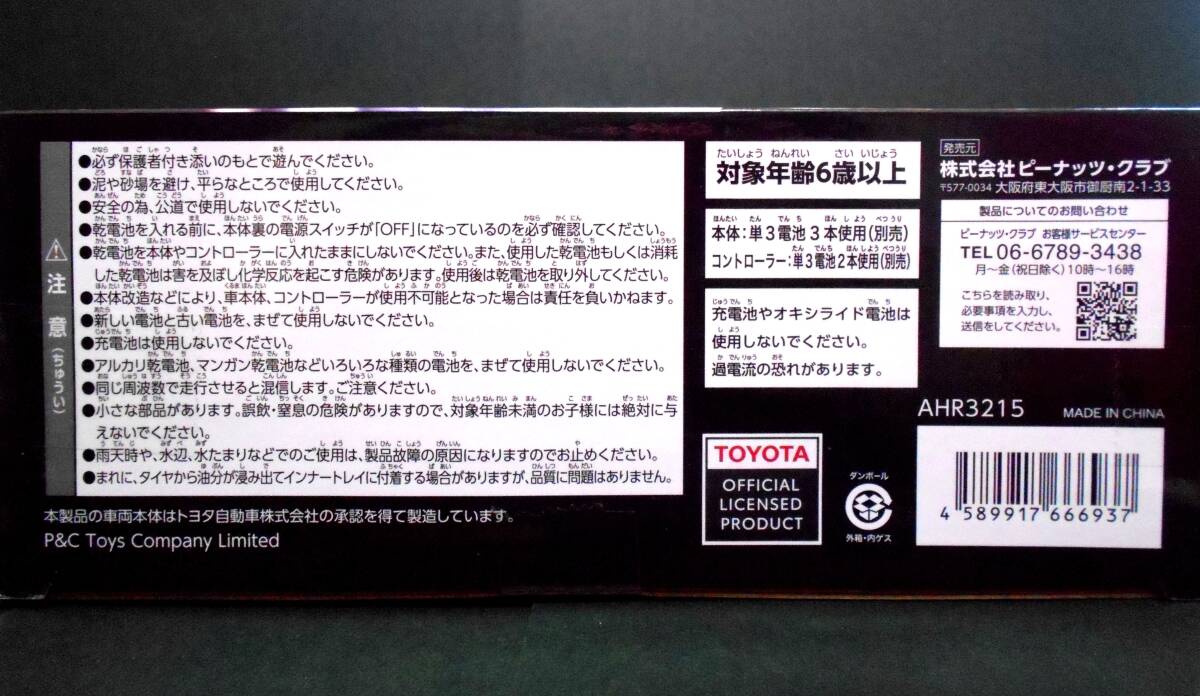 注意(ちゅうい)
●必ず保護者付き添いのもとで遊んでください。
●泥や砂場を避け、平らなところで使用してください。
●安全の為、公道で使用しないでください。
●乾電池を入れる前に、本体裏の電源スイッチが「OFF」になっているのを必ず確認してください。
●乾電池を本体やコントローラーに入れたままにしないでください。また、使用した乾電池もしくは消耗
した乾電池は害を及ぼし化学反応を起こす危険があります。使用後は乾電池を取り外してください。
●本体改造などにより、車本体、コントローラーが使用不可能となった場合は責任を負いかねます。
●新しい電池と古い電池を、まぜて使用しないでください。
●充電池は使用しないでください。
●アルカリ乾電池、マンガン乾電池などいろいろな種類の電池を、まぜて使用しないでください。
●同じ周波数で走行させると混信します。ご注意ください。
●小さな部品があります。誤飲・窒息の危険がありますので、対象年齢未満のお子様には絶対に与
えないでください。
●雨天時や、水辺、水たまりなどでのご使用は、製品故障の原因になりますのでお止めください。
●まれに、タイヤから油分が浸み出てインナートレイに付着する場合がありますが、品質に問題はありません。
本製品の車両本体はトヨタ自動車株式会社の承認を得て製造しています。
P&C Toys Company Limited
たいしょう ねんれい さい いじょう
対象年齢6歳以上
ほんたい たん でんち ぼん しよう べつうり
本体:単3電池 3本使用(別売)
コントローラー:単3電池2本使用(別売)
充電池やオキシライド電池は
使用しないでください。
過電流の恐れがあります。
TOYOTA
OFFICIAL
LICENSED
PRODUCT
ダンボール
外箱・内ゲス
発売元
株式会社ピーナッツ・クラブ
〒577-0034 大阪府東大阪市御厨南2-1-33
製品についてのお問い合わせ
ピーナッツ・クラブ お客様サービスセンター
TEL 06-6789-3438
月〜金(祝日除く)10時〜16時
こちらを読み取り、
必要事項を入力し、
送信をしてください。
AHR3215 MADE IN CHINA
4 589917 666937